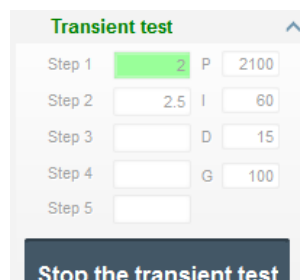 Transient test
Step 1 2 P 2100
Step 2 2.5 I 60
Step 3 D 15
Step 4 G 100
Step 5
Stop the transient test